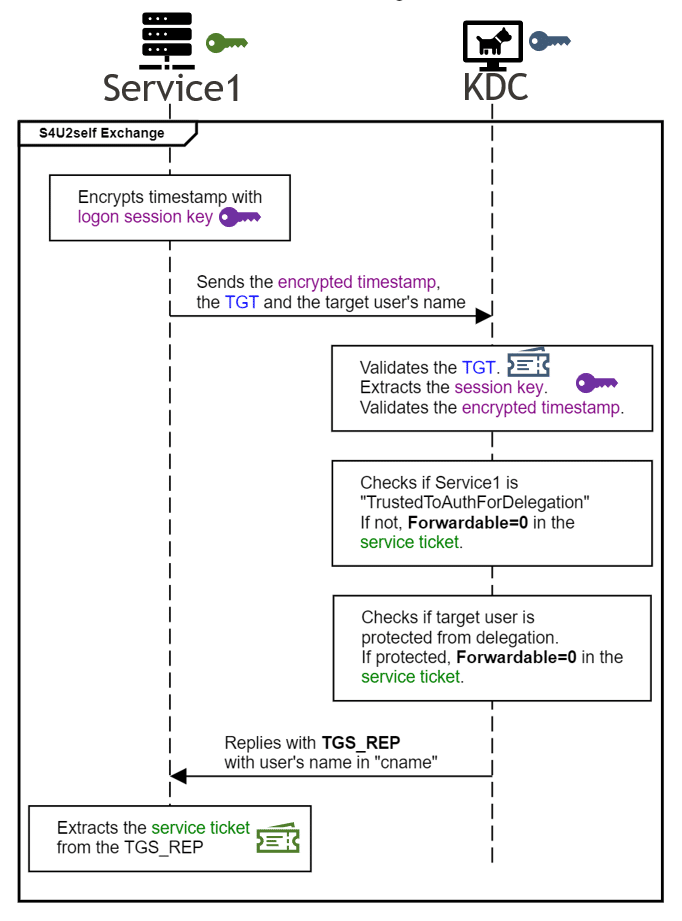 Service1
KDC
S4U2self Exchange
Encrypts timestamp with
logon session key
Sends the encrypted timestamp,
the TGT and the target user's name
Validates the TGT.
Extracts the session key.
Validates the encrypted timestamp.
Checks if Service1 is
"TrustedToAuthForDelegation"
If not, Forwardable=0 in the
service ticket.
Checks if target user is
protected from delegation.
If protected, Forwardable=0 in the
service ticket.
Replies with TGS_REP
with user's name in "cname"
Extracts the service ticket
from the TGS_REP